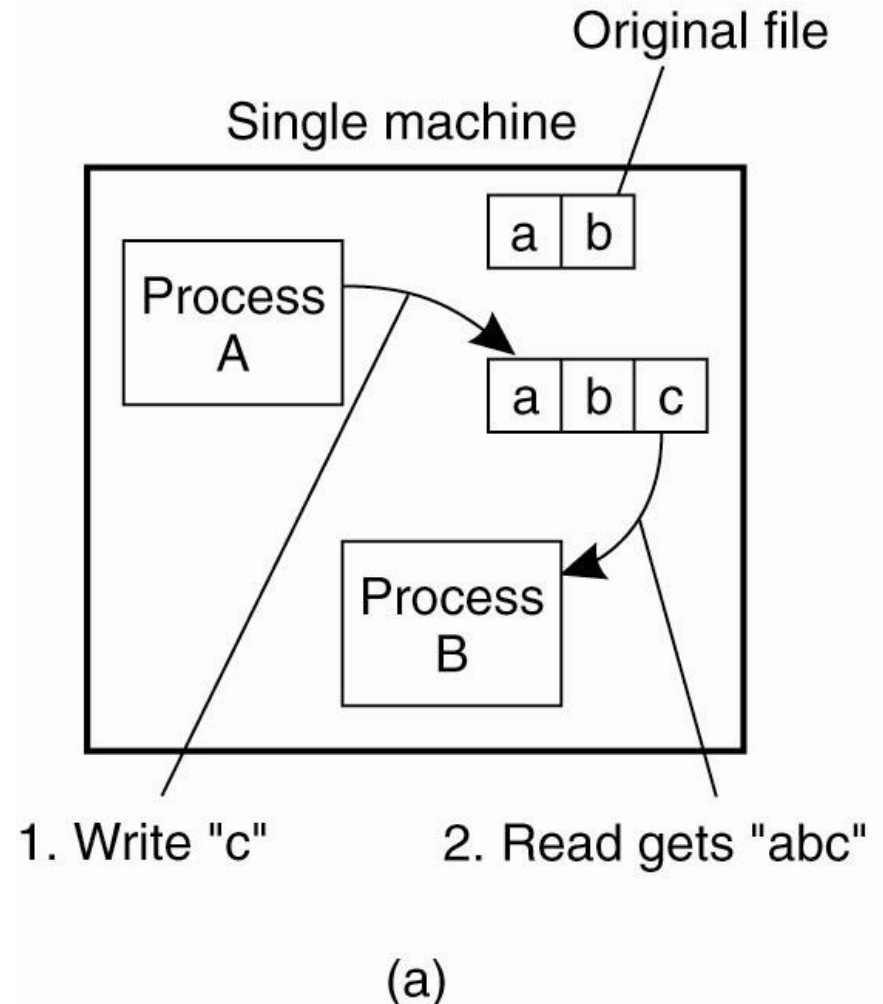 Original file
Single machine
a b
Process
A
a b c
Process
B
1. Write "c"
2. Read gets "abc"
(a)